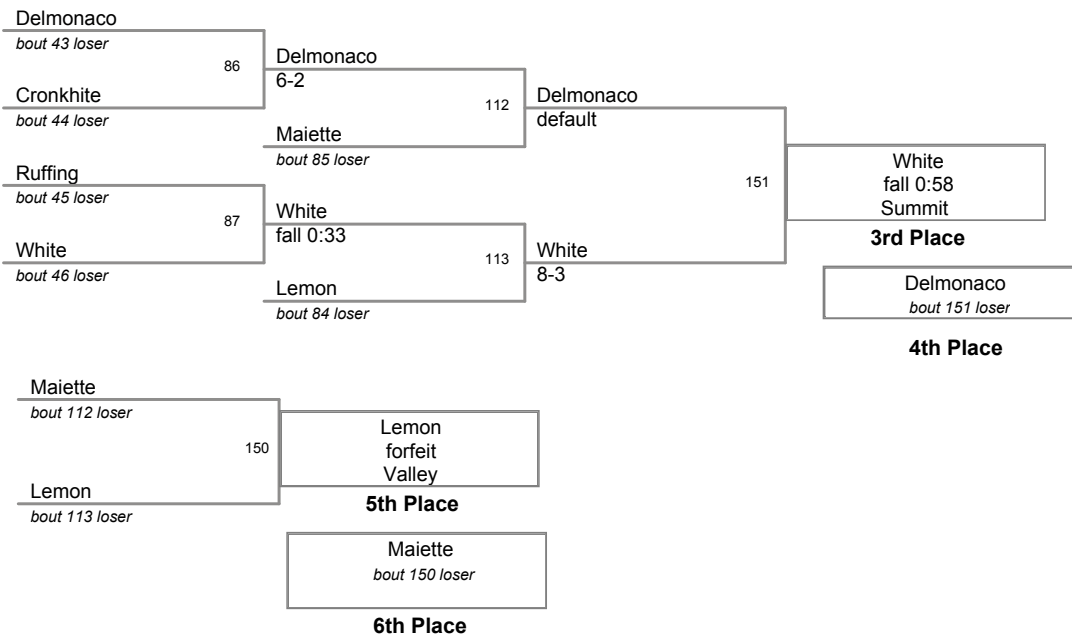 Delmonaco
bout 43 loser
86
Delmonaco
6-2
Cronkhite
bout 44 loser
112
Delmonaco
default
Maiette
bout 85 loser
Ruffing
bout 45 loser
151
White
fall 0:58
Summit
3rd Place
87
White
fall 0:33
White
bout 46 loser
113
White
8-3
Lemon
bout 84 loser
Delmonaco
bout 151 loser
4th Place
Maiette
bout 112 loser
150
Lemon
forfeit
Valley
5th Place
Lemon
bout 113 loser
Maiette
bout 150 loser
6th Place